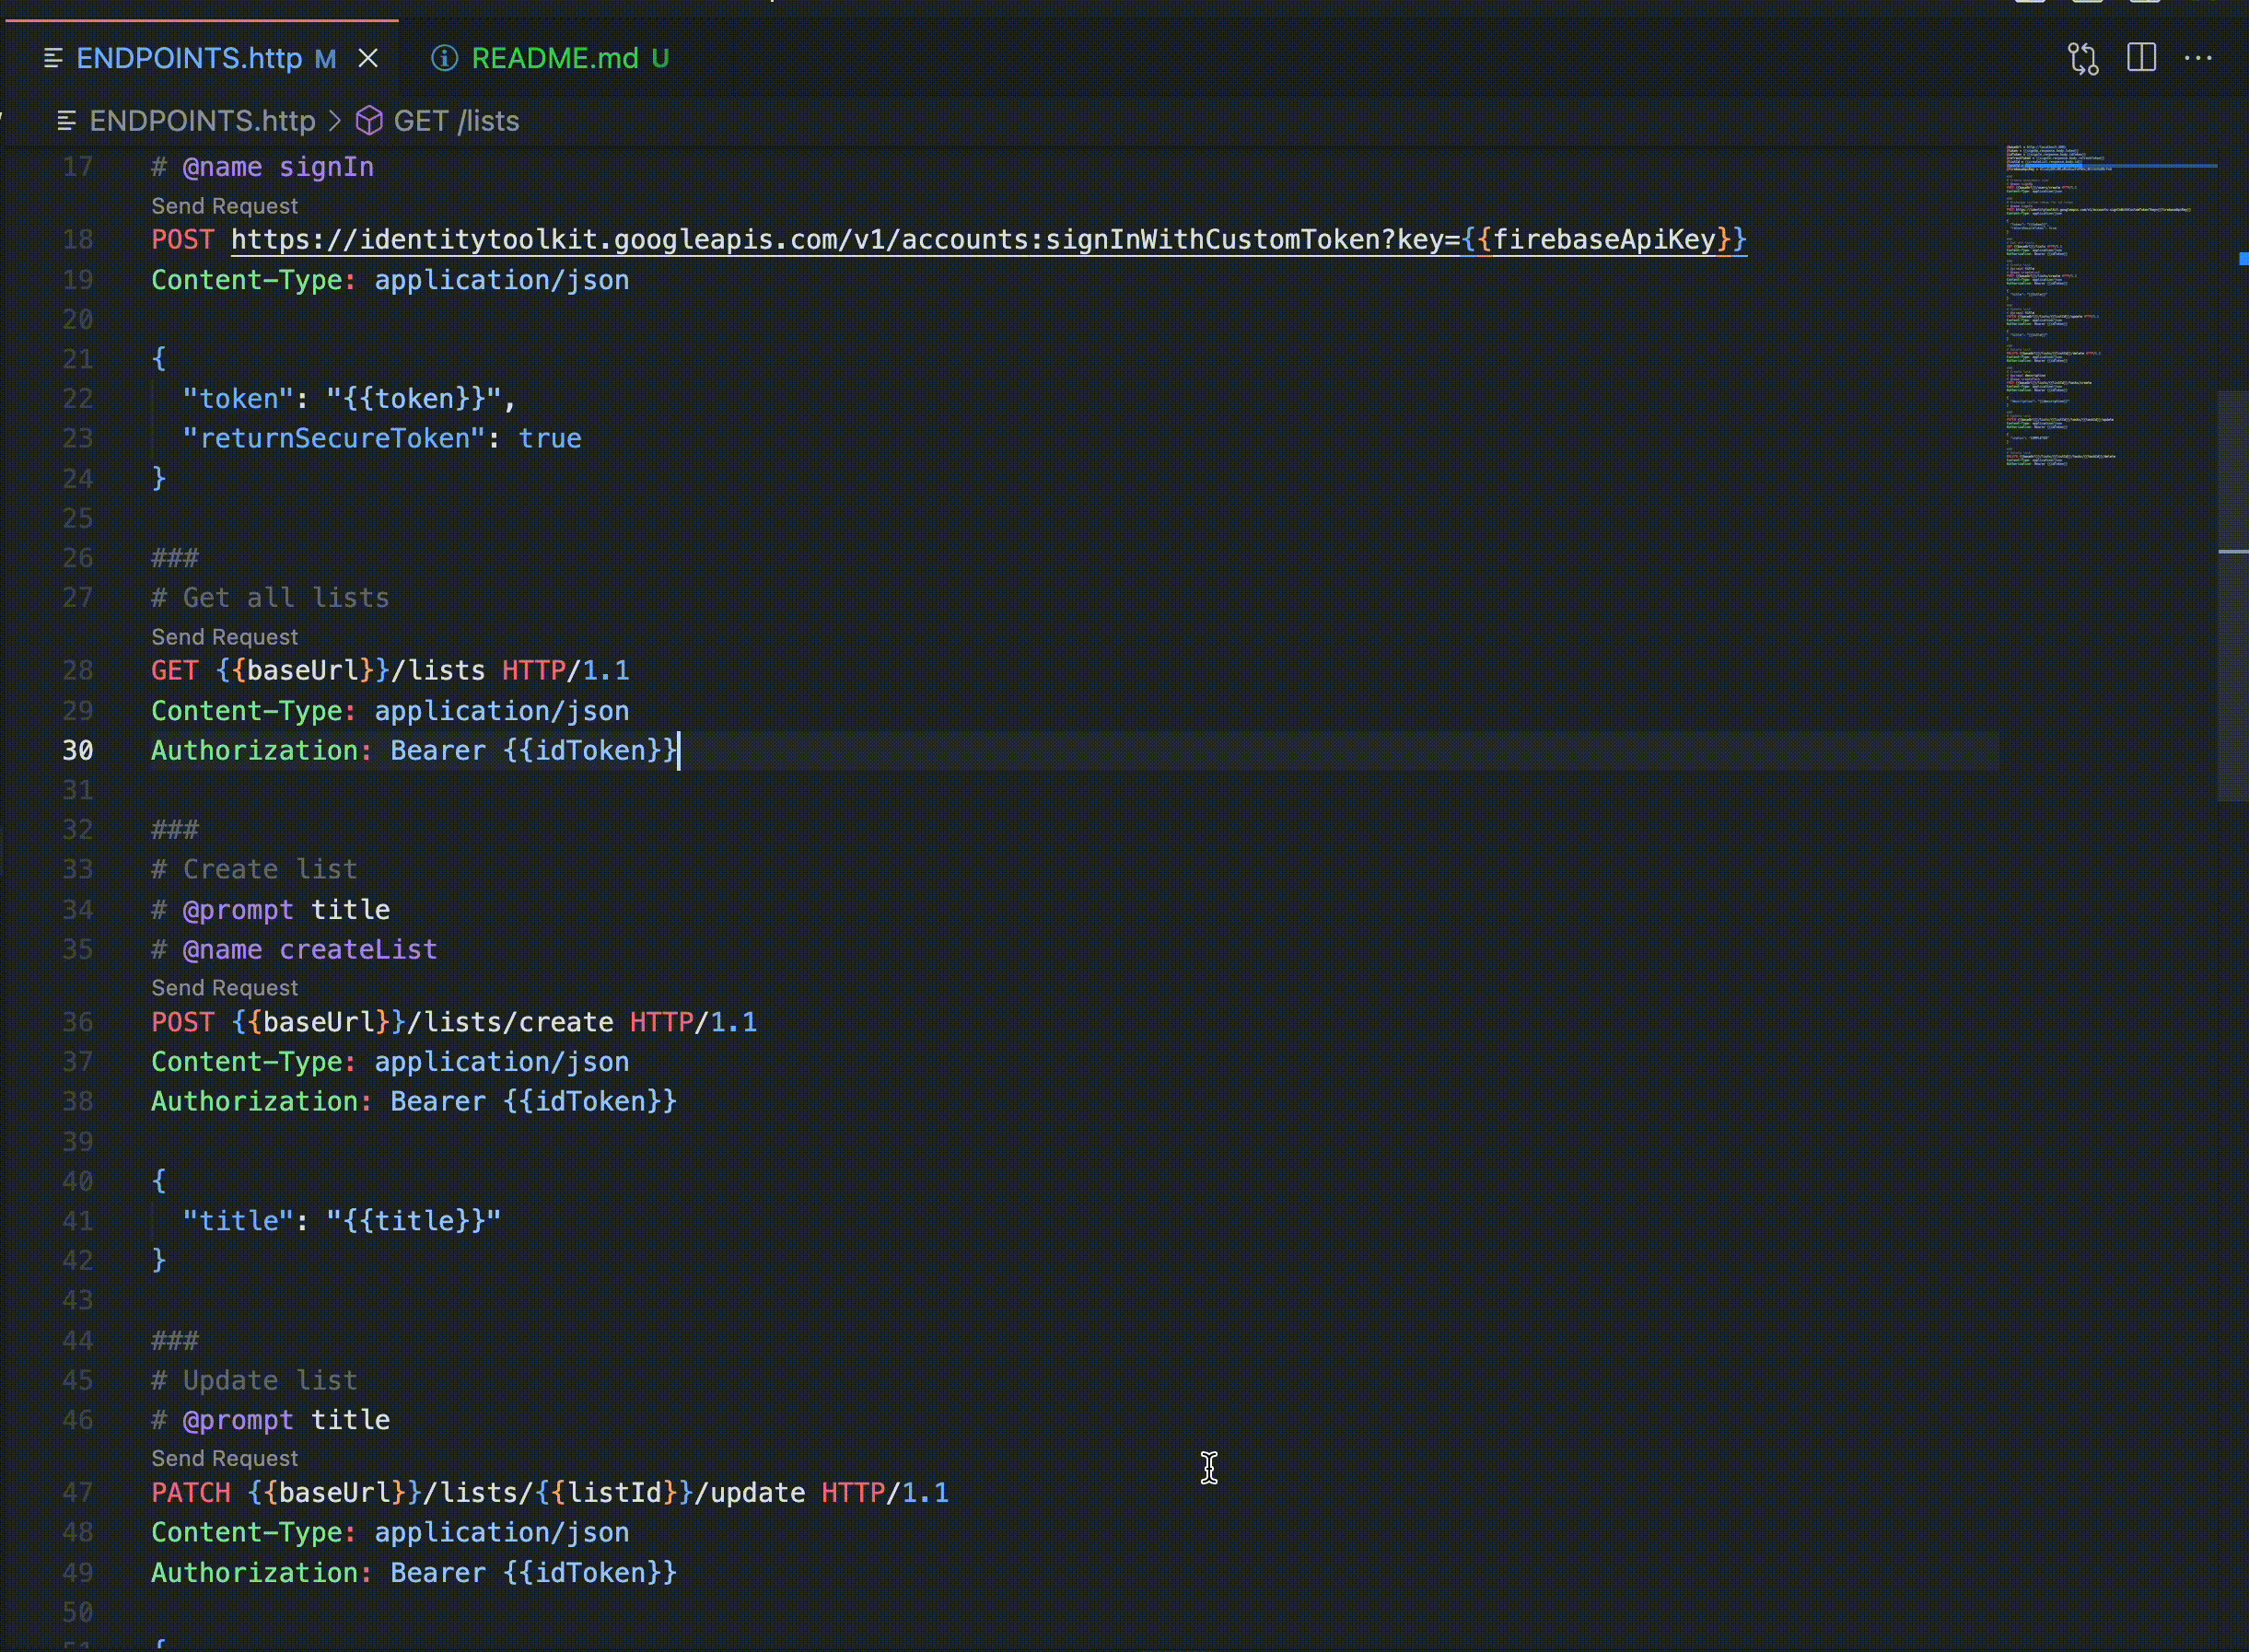 ENDPOINTS.http M
README.md U
ENDPOINTS.http > GET /lists
17 # @name signIn
Send Request
18 POST https://identitytoolkit.googleapis.com/v1/accounts:signInWithCustomToken?key={{firebaseApiKey}}
19 Content-Type: application/json
20
21 {
22 "token": "{{token}}",
23 "returnSecureToken": true
24 }
25
26 ###
27 # Get all lists
Send Request
28 GET {{baseUrl}}/lists HTTP/1.1
29 Content-Type: application/json
30 Authorization: Bearer {{idToken}}
31
32 ###
33 # Create list
34 # @prompt title
35 # @name createList
Send Request
36 POST {{baseUrl}}/lists/create HTTP/1.1
37 Content-Type: application/json
38 Authorization: Bearer {{idToken}}
39
40 {
41 "title": "{{title}}"
42 }
43
44 ###
45 # Update list
46 # @prompt title
Send Request
47 PATCH {{baseUrl}}/lists/{{listId}}/update HTTP/1.1
48 Content-Type: application/json
49 Authorization: Bearer {{idToken}}
50
51 {